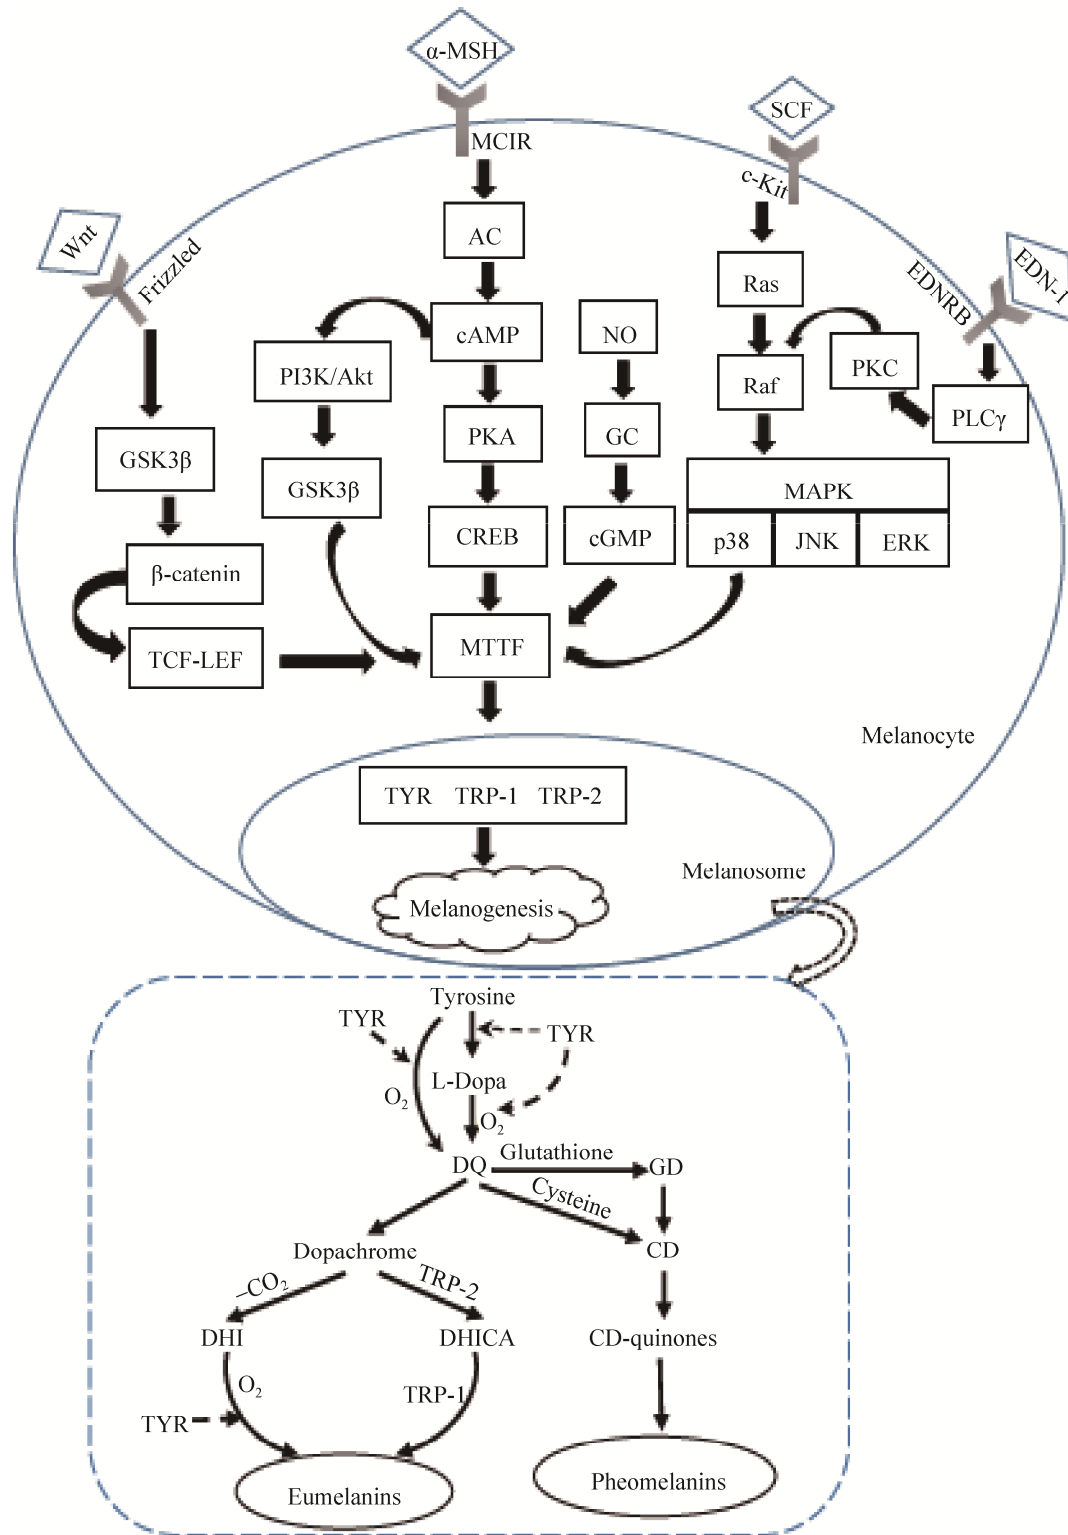 α-MSH
SCF
MCIR
c-Kit
Wnt
Frizzled
AC
Ras
EDNRB
EDN-1
cAMP
NO
PI3K/Akt
Raf
PKC
PLCγ
PKA
GC
GSK3β
GSK3β
MAPK
CREB
cGMP
p38
JNK
ERK
β-catenin
TCF-LEF
MTTF
Melanocyte
TYR TRP-1 TRP-2
Melanosome
Melanogenesis
Tyrosine
TYR
TYR
L-Dopa
O2
O2
DQ
Glutathione
GD
Cysteine
Dopachrome
CD
–CO2
TRP-2
DHI
DHICA
CD-quinones
O2
TRP-1
TYR
Eumelanins
Pheomelanins